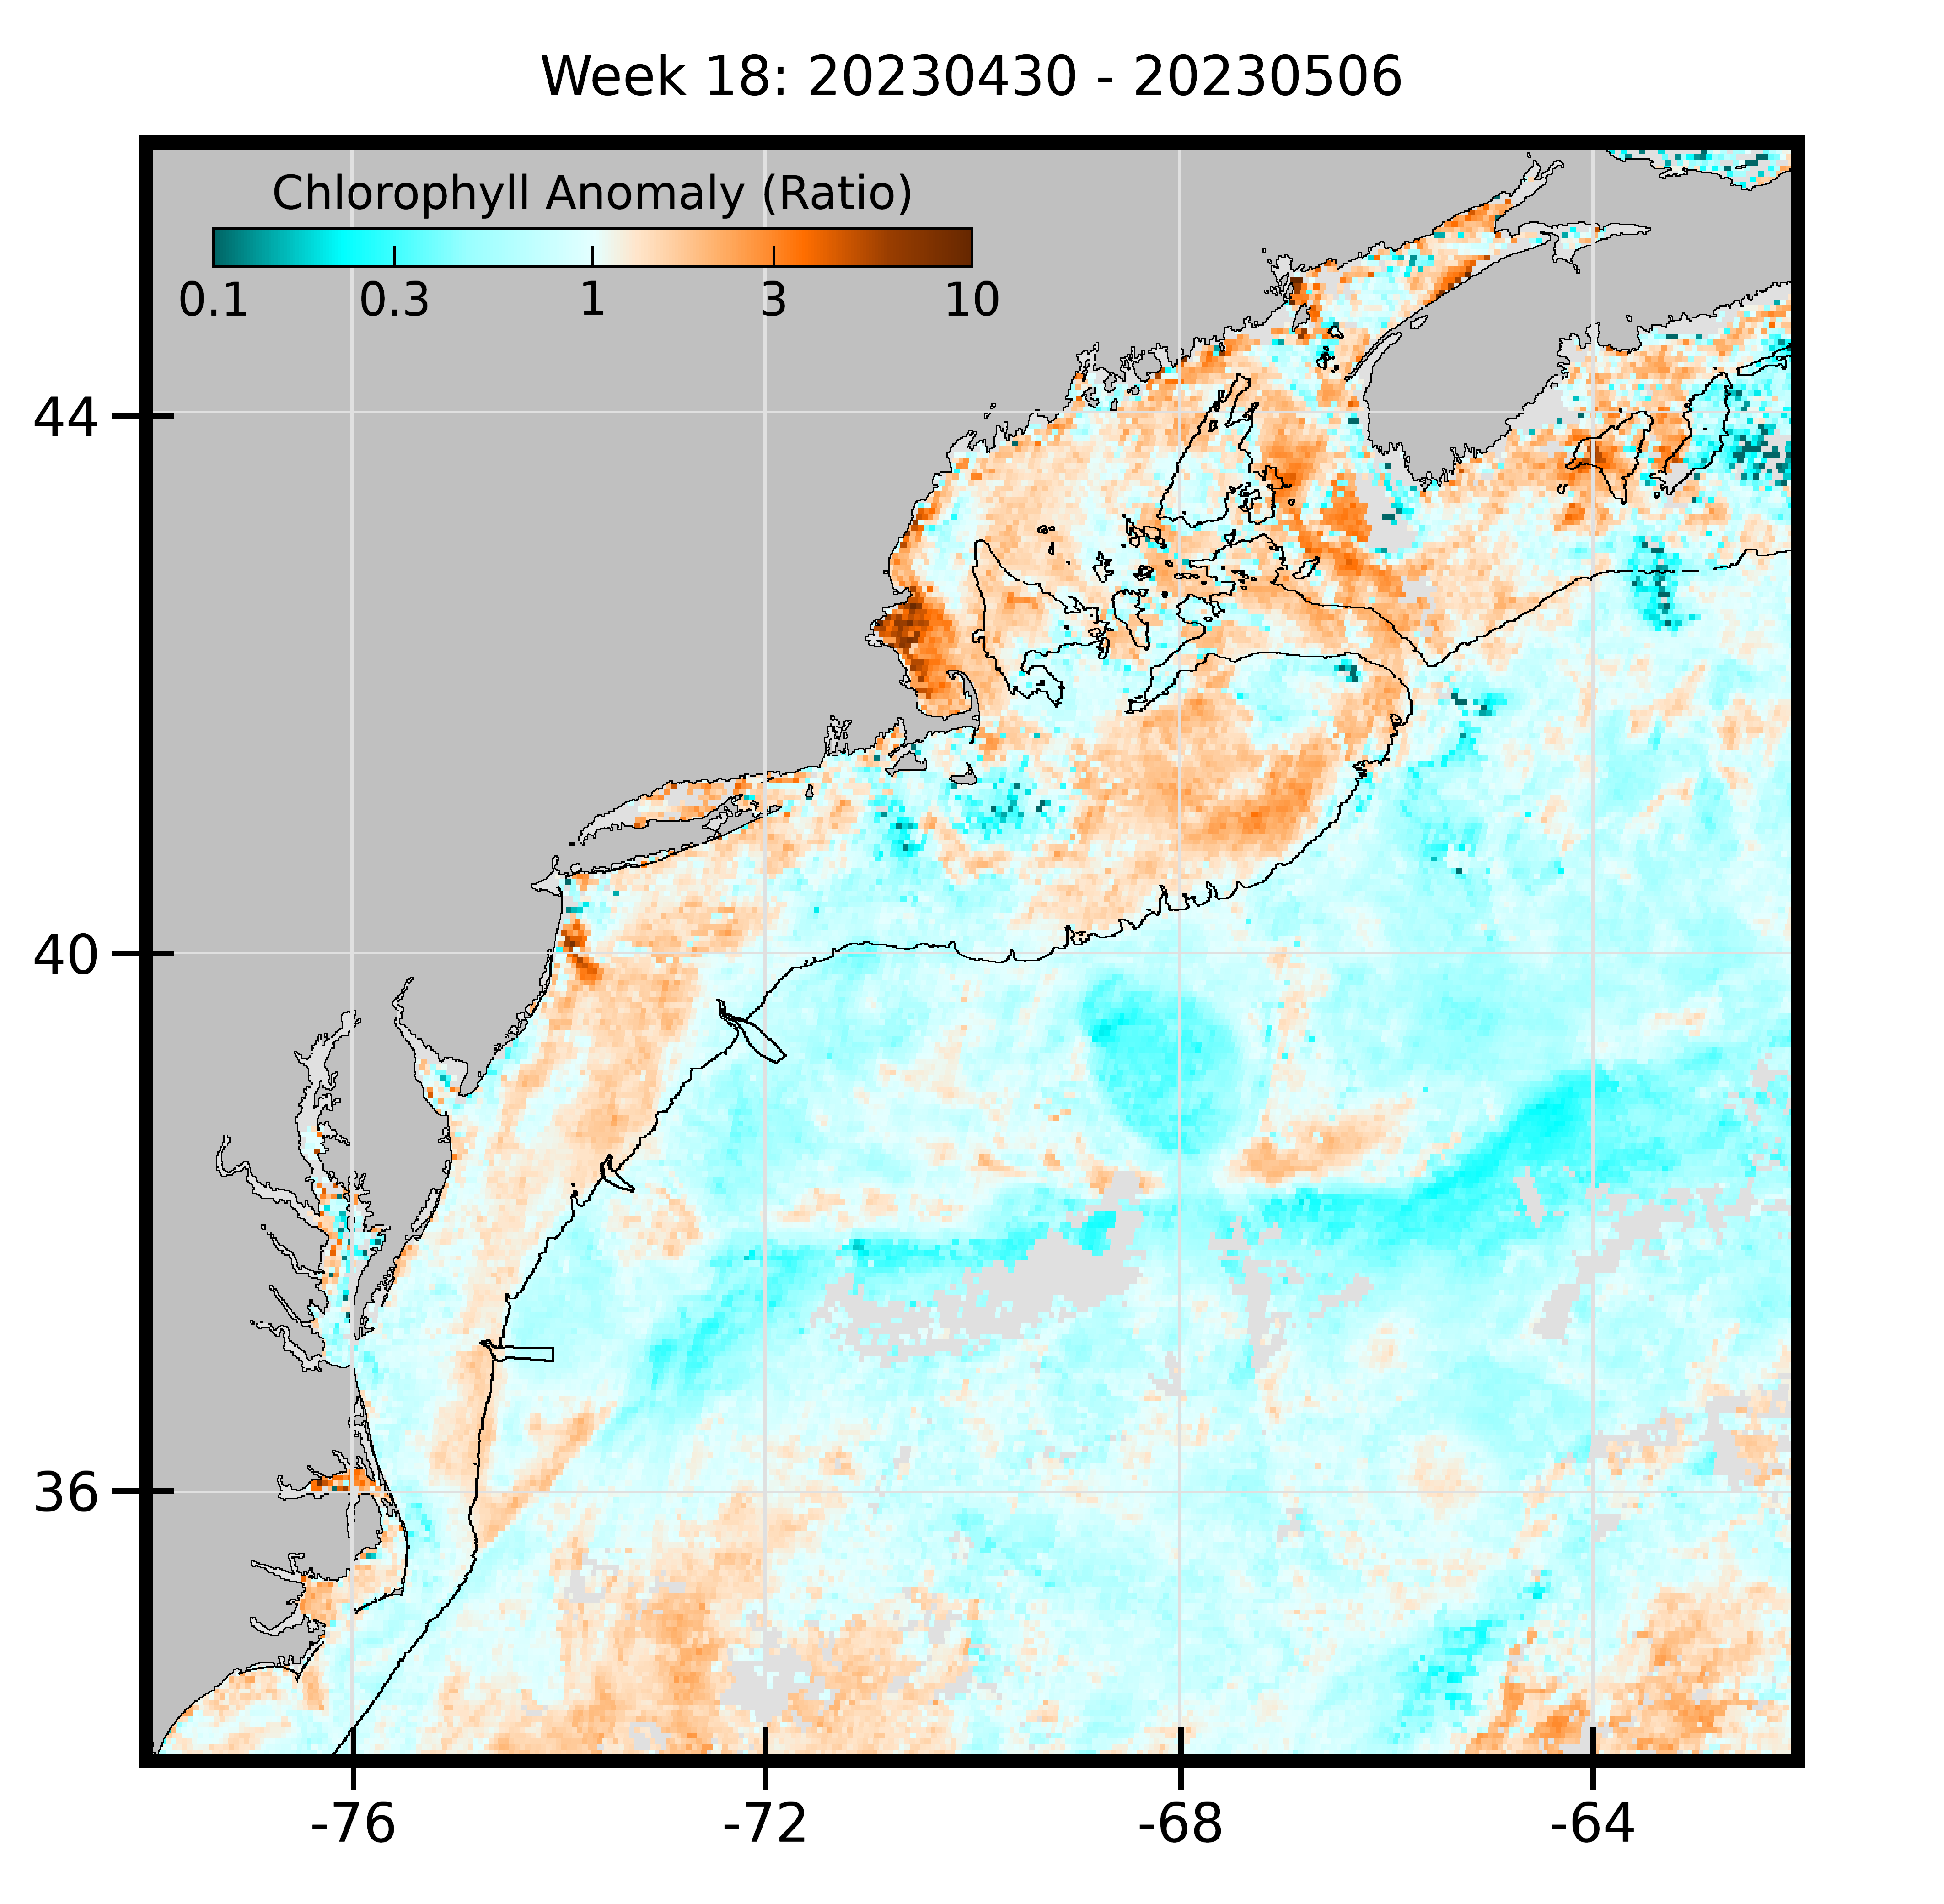 Week 18: 20230430 - 20230506
Chlorophyll Anomaly (Ratio)
0.1 0.3 1 3 10
44
40
36
-76 -72 -68 -64